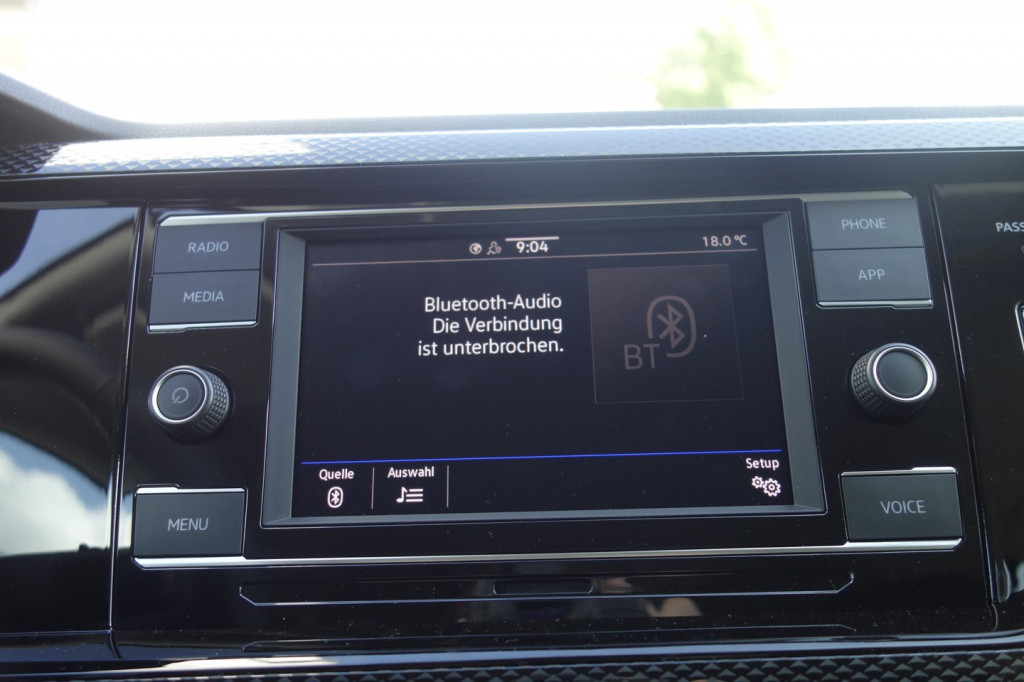 RADIO
MEDIA
MENU
9:04
18.0 °C
Bluetooth-Audio
Die Verbindung
ist unterbrochen.
BT
Quelle
Auswahl
Setup
PHONE
APP
VOICE
PASS